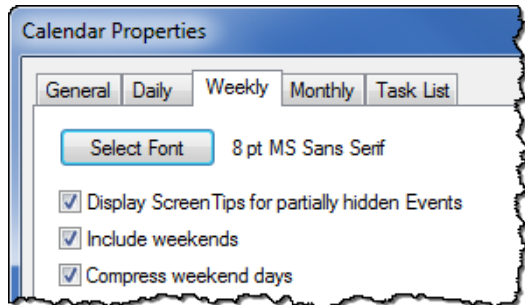 Calendar Properties
General Daily Weekly Monthly Task List
Select Font 8 pt MS Sans Serif
Display ScreenTips for partially hidden Events
Include weekends
Compress weekend days